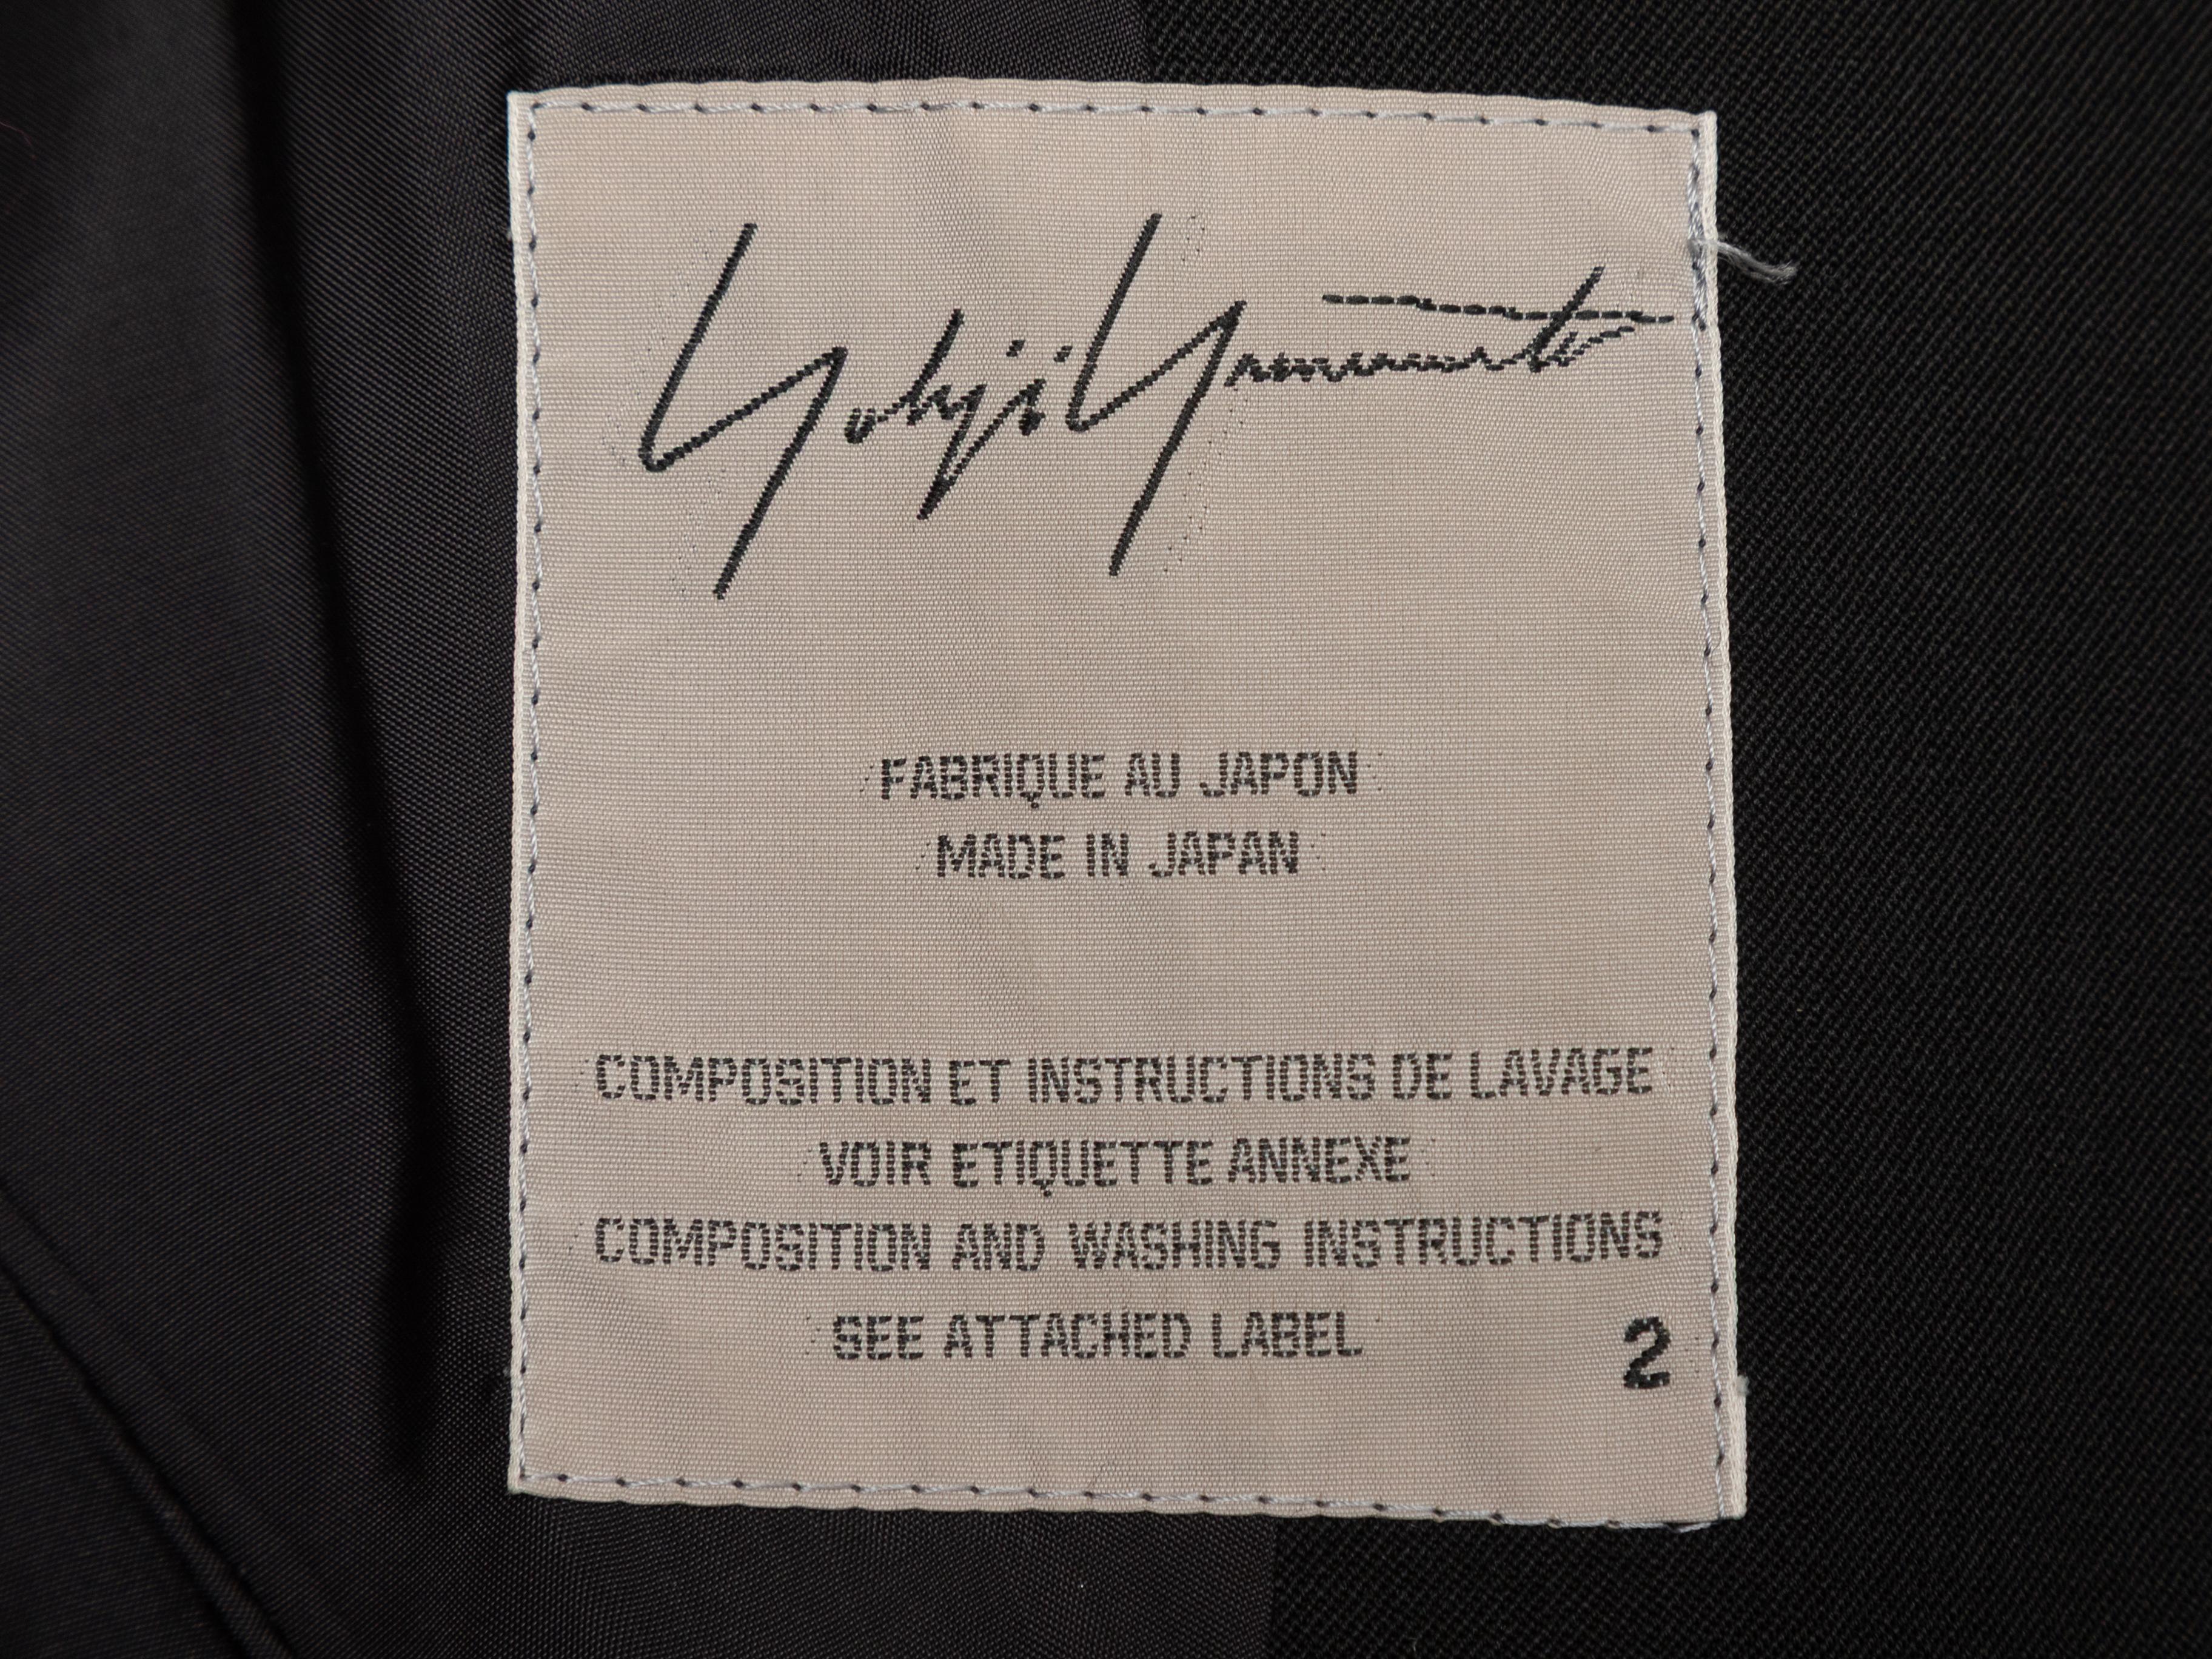 Yohji Yamamoto
FABRIQUE AU JAPON
MADE IN JAPAN
COMPOSITION ET INSTRUCTIONS DE LAVAGE
VOIR ETIQUETTE ANNEXE
COMPOSITION AND WASHING INSTRUCTIONS
SEE ATTACHED LABEL
2